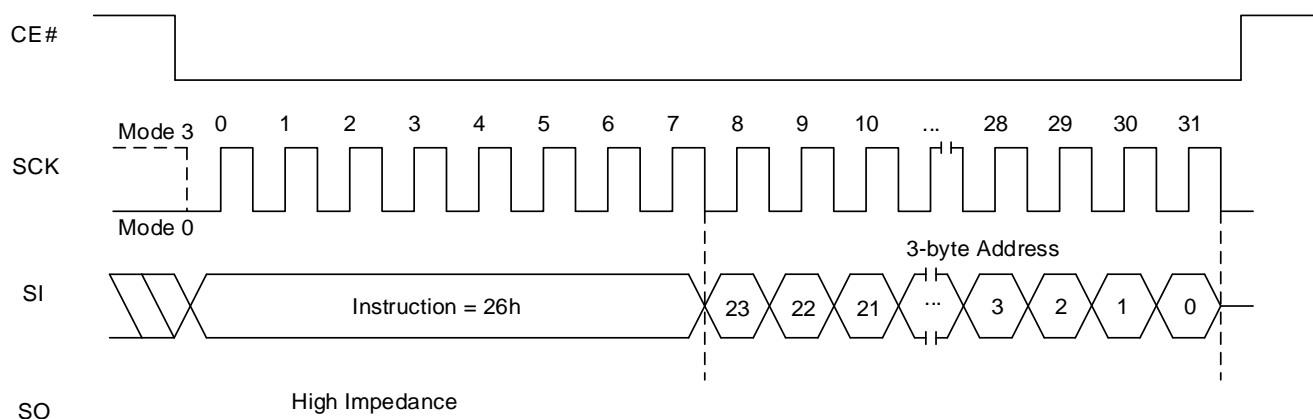 CE#
Mode 3
0 1 2 3 4 5 6 7 8 9 10 ... 28 29 30 31
SCK
Mode 0
3-byte Address
SI
Instruction = 26h
23 22 21 ... 3 2 1 0
High Impedance
SO